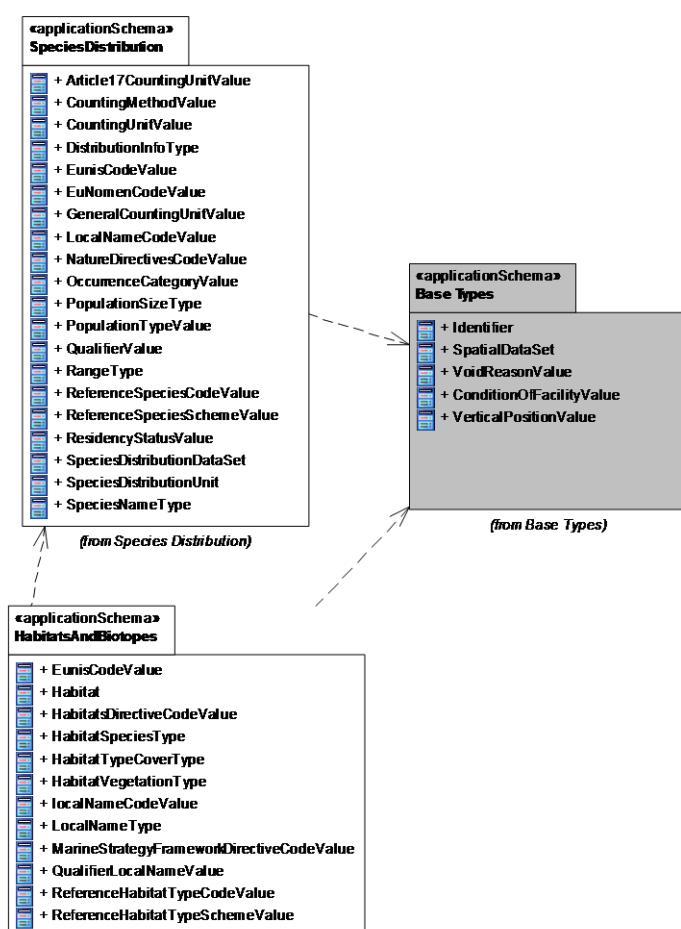 «applicationSchema»
SpeciesDistribution
+ Article17CountingUnitValue
+ CountingMethodValue
+ CountingUnitValue
+ DistributionInfoType
+ EunisCodeValue
+ EuNomenCodeValue
+ GeneralCountingUnitValue
+ LocalNameCodeValue
+ NatureDirectivesCodeValue
+ OccurrenceCategoryValue
+ PopulationSizeType
+ PopulationTypeValue
+ QualifierValue
+ RangeType
+ ReferenceSpeciesCodeValue
+ ReferenceSpeciesSchemeValue
+ ResidencyStatusValue
+ SpeciesDistributionDataSet
+ SpeciesDistributionUnit
+ SpeciesNameType
(from Species Distribution)
«applicationSchema»
Base Types
+ Identifier
+ SpatialDataSet
+ VoidReasonValue
+ ConditionOfFacilityValue
+ VerticalPositionValue
(from Base Types)
«applicationSchema»
HabitatsAndBiotopes
+ EunisCodeValue
+ Habitat
+ HabitatsDirectiveCodeValue
+ HabitatSpeciesType
+ HabitatTypeCoverType
+ HabitatVegetationType
+ localNameCodeValue
+ LocalNameType
+ MarineStrategyFrameworkDirectiveCodeValue
+ QualifierLocalNameValue
+ ReferenceHabitatTypeCodeValue
+ ReferenceHabitatTypeSchemeValue